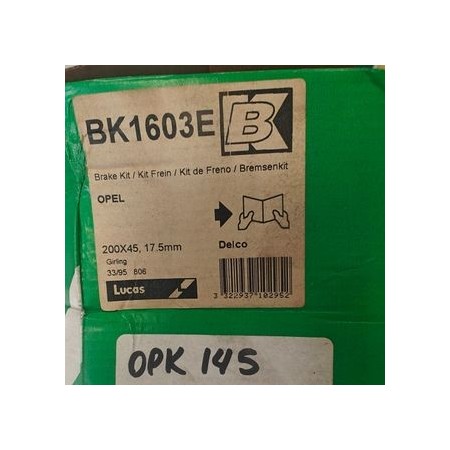 BK1603E
BK
Brake Kit / Kit Frein / Kit de Freno / Bremsenkit
OPEL
200X45, 17.5mm
Delco
Girling
33/95 806
Lucas
3 322937 102952
OPK 145